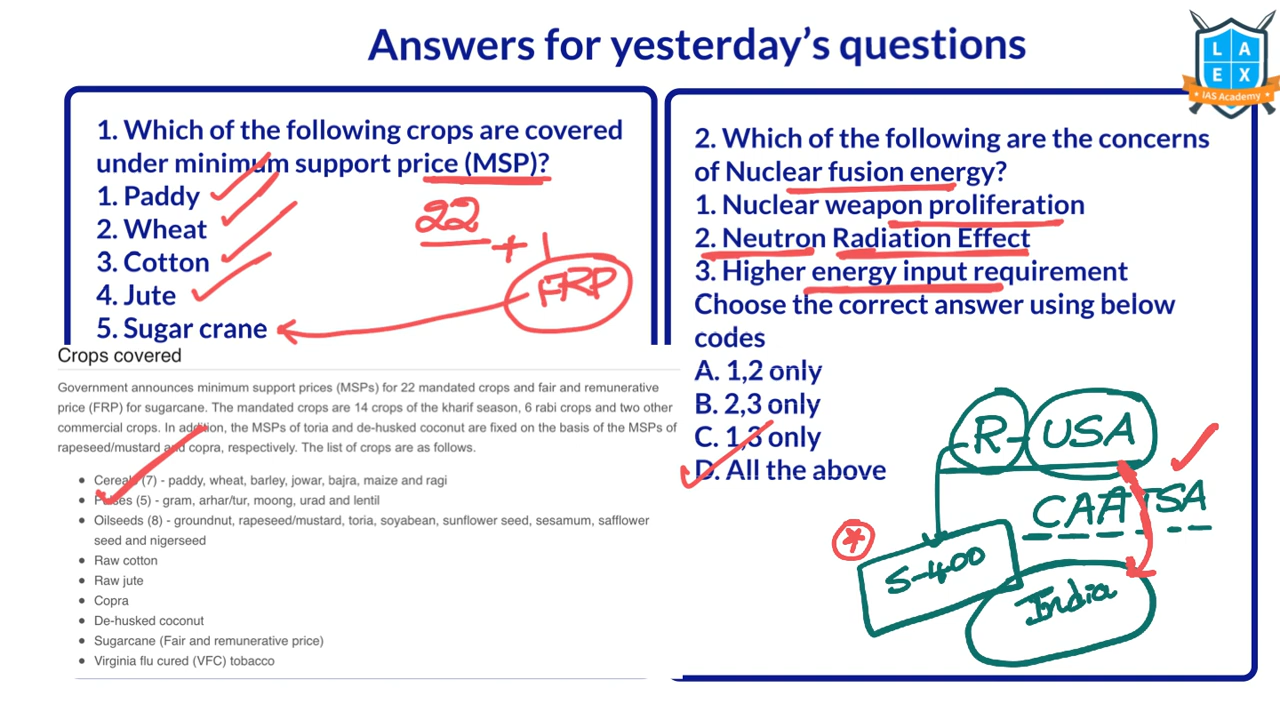 Answers for yesterday's questions
L A
E X
IAS Academy
1. Which of the following crops are covered
under minimum support price (MSP)?
1. Paddy
2. Wheat
3. Cotton
4. Jute
5. Sugar crane
22
+ 1
FRP
Crops covered
Government announces minimum support prices (MSPs) for 22 mandated crops and fair and remunerative
price (FRP) for sugarcane. The mandated crops are 14 crops of the kharif season, 6 rabi crops and two other
commercial crops. In addition, the MSPs of toria and de-husked coconut are fixed on the basis of the MSPs of
rapeseed/mustard and copra, respectively. The list of crops are as follows.
Cereals (7) - paddy, wheat, barley, jowar, bajra, maize and ragi
Pulses (5) - gram, arhar/tur, moong, urad and lentil
Oilseeds (8) - groundnut, rapeseed/mustard, toria, soyabean, sunflower seed, sesamum, safflower
seed and nigerseed
Raw cotton
Raw jute
Copra
De-husked coconut
Sugarcane (Fair and remunerative price)
Virginia flu cured (VFC) tobacco
2. Which of the following are the concerns
of Nuclear fusion energy?
1. Nuclear weapon proliferation
2. Neutron Radiation Effect
3. Higher energy input requirement
Choose the correct answer using below
codes
A. 1,2 only
B. 2,3 only
C. 1,3 only
D. All the above
R - USA
CAATSA
S-400
India